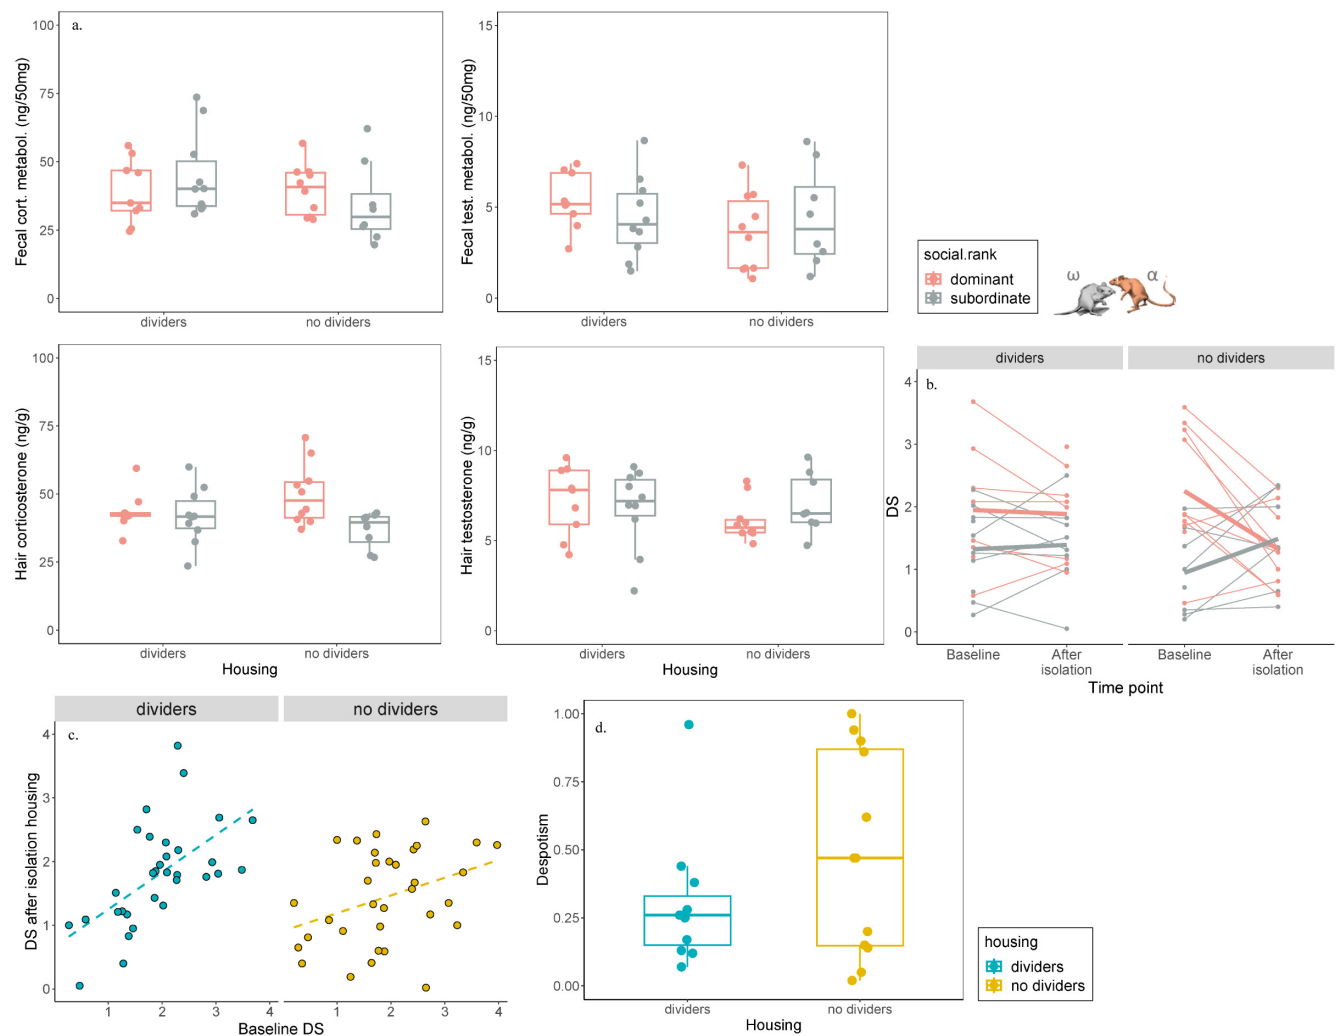 a.
Fecal cort. metabol. (ng/50mg)
100
75
50
25
0
dividers
no dividers
Fecal test. metabol. (ng/50mg)
15
10
5
0
dividers
no dividers
social.rank
dominant
subordinate
ω
α
Hair corticosterone (ng/g)
100
75
50
25
0
dividers
no dividers
Housing
Hair testosterone (ng/g)
15
10
5
0
dividers
no dividers
Housing
dividers
no dividers
b.
DS
4
3
2
1
0
Baseline
After
isolation
Baseline
After
isolation
Time point
dividers
no dividers
c.
DS after isolation housing
4
3
2
1
0
1
2
3
4
1
2
3
4
Baseline DS
d.
Despotism
1.00
0.75
0.50
0.25
0.00
dividers
no dividers
Housing
housing
dividers
no dividers